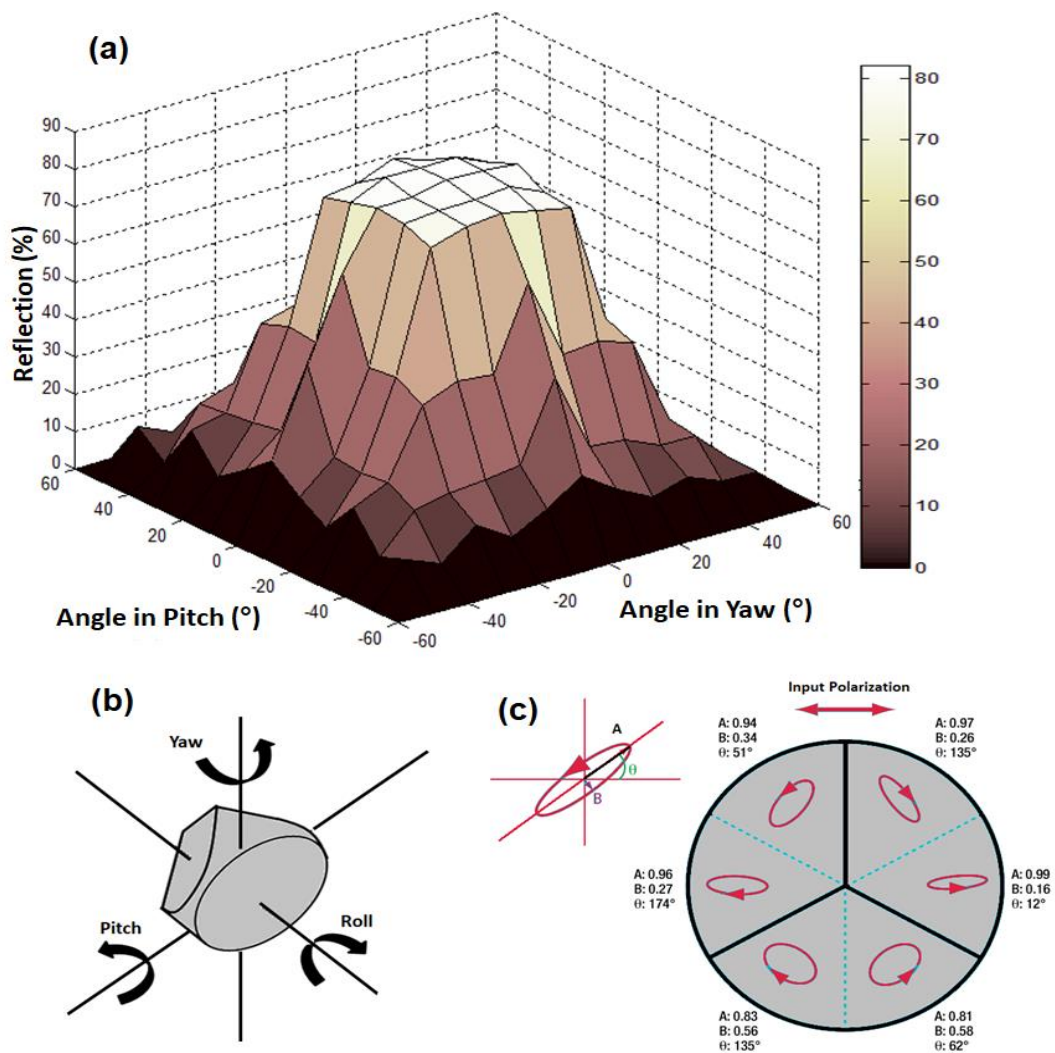 (a)
90
80
70
60
50
40
30
20
10
0
Reflection (%)
60
40
20
0
-20
-40
-60
Angle in Pitch (°)
-60
-40
-20
0
20
40
60
Angle in Yaw (°)
80
70
60
50
40
30
20
10
0
(b)
Yaw
Pitch
Roll
(c)
A
θ
B
Input Polarization
A: 0.94
B: 0.34
θ: 51°
A: 0.97
B: 0.26
θ: 135°
A: 0.96
B: 0.27
θ: 174°
A: 0.99
B: 0.16
θ: 12°
A: 0.83
B: 0.56
θ: 135°
A: 0.81
B: 0.58
θ: 62°